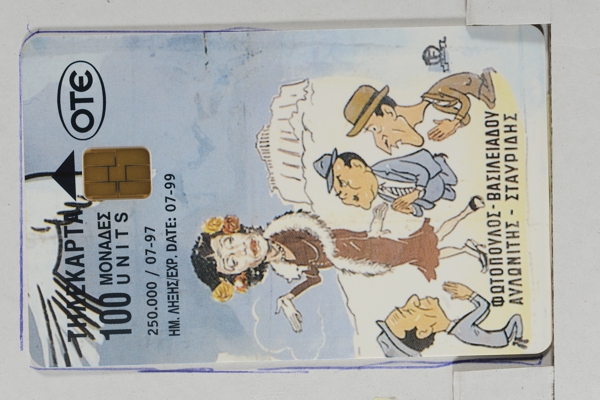 ΟΤΕ
ΤΗΛΕΚΑΡΤΑ
100 ΜΟΝΑΔΕΣ
UNITS
250.000 / 07-97
ΗΜ. ΛΗΞΗΣ/EXP. DATE: 07-99
ΦΩΤΟΠΟΥΛΟΣ-ΒΑΣΙΛΕΙΑΔΟΥ
ΑΥΛΩΝΙΤΗΣ - ΣΤΑΥΡΙΔΗΣ